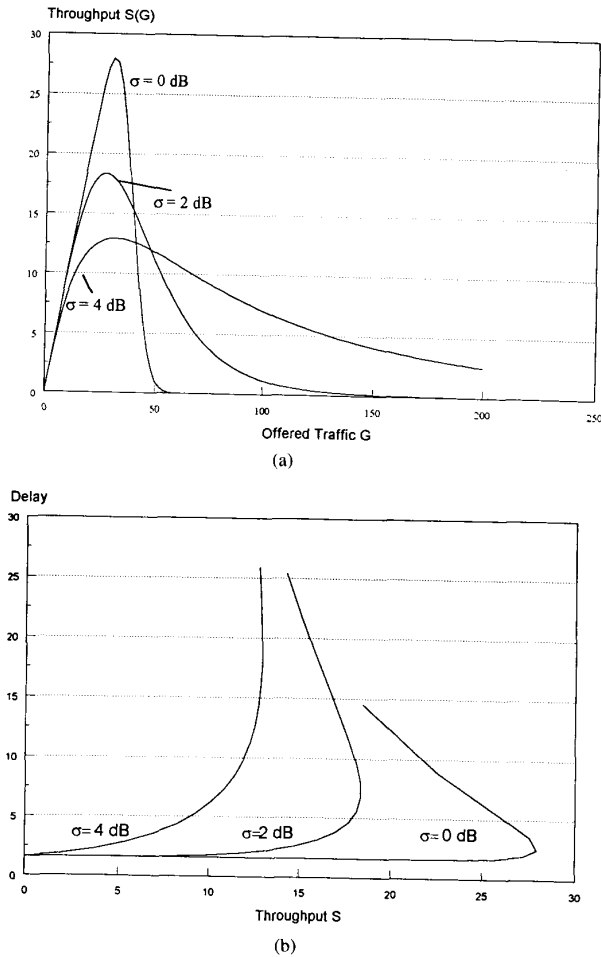 Throughput S(G)
30
25
20
15
10
5
0
σ = 0 dB
σ = 2 dB
σ = 4 dB
0 50 100 150 200 250
Offered Traffic G
(a)
Delay
30
25
20
15
10
5
0
σ= 4 dB σ=2 dB σ=0 dB
0 5 10 15 20 25 30
Throughput S
(b)